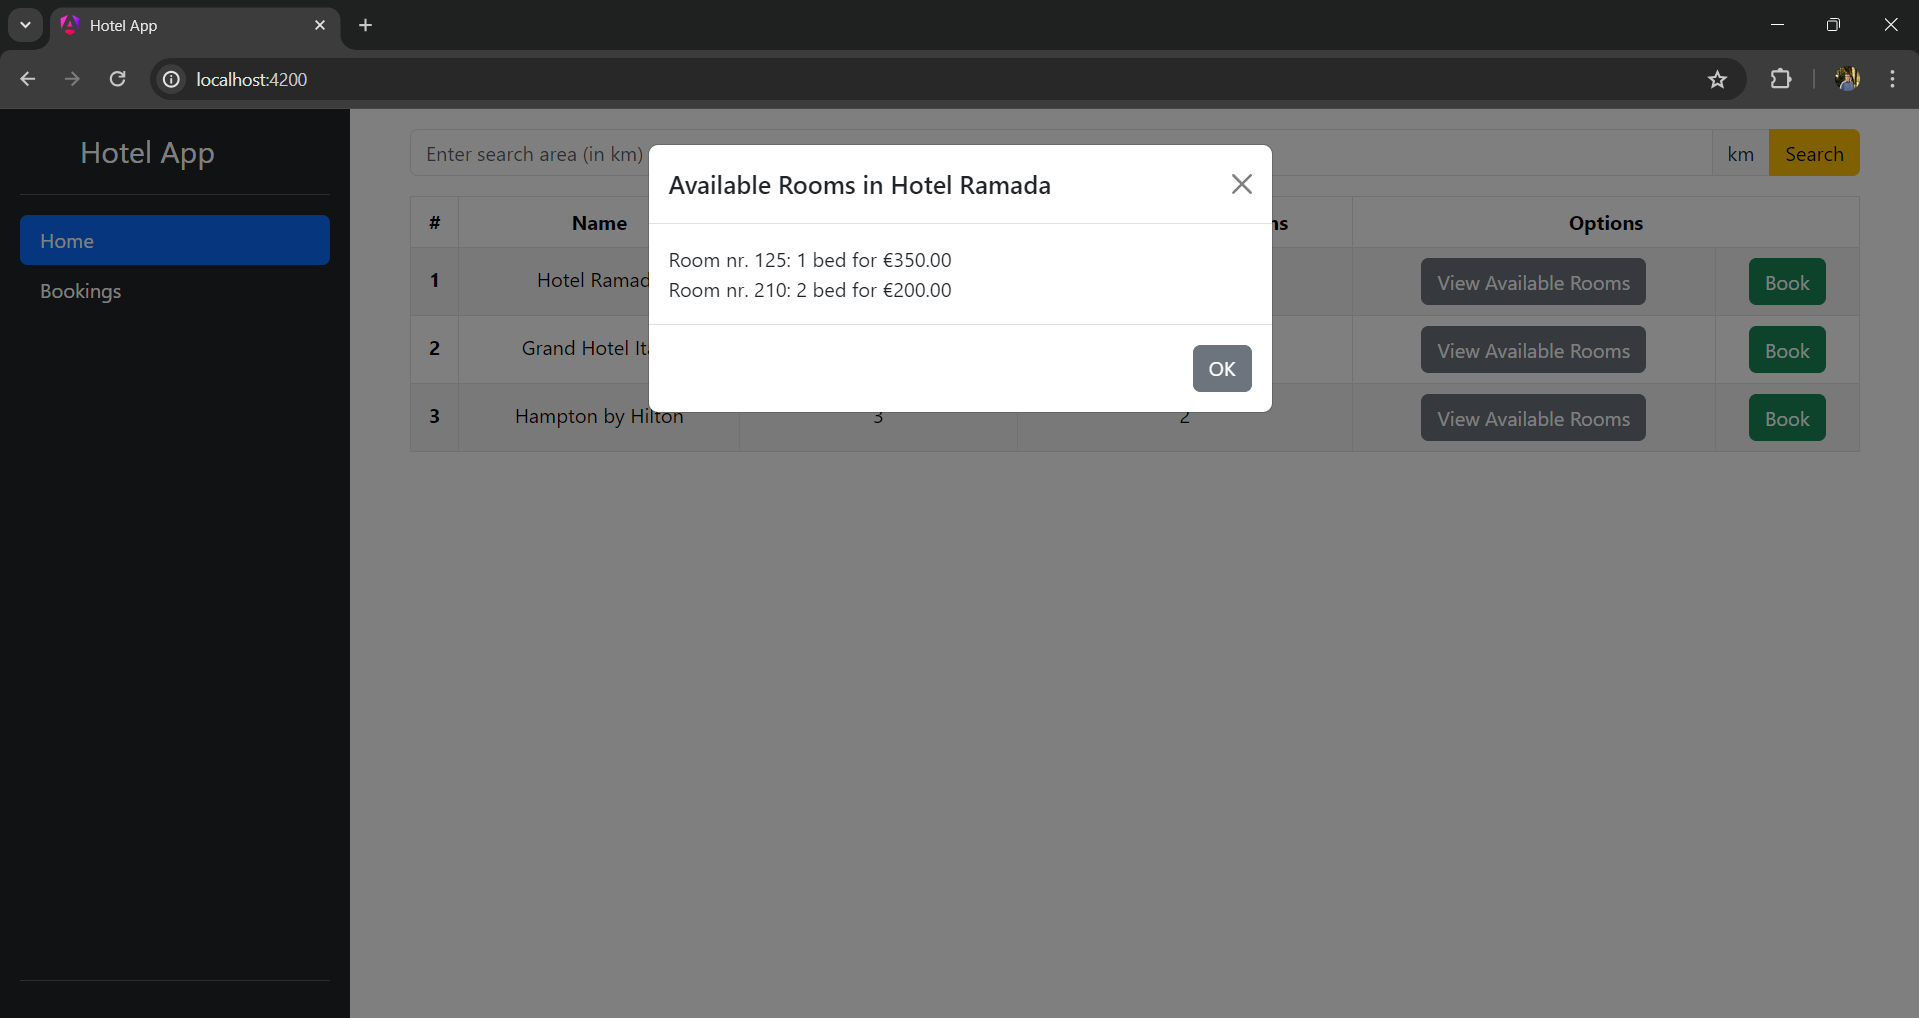 Hotel App
localhost:4200
Hotel App
Home
Bookings
Enter search area (in km)
km
Search
Available Rooms in Hotel Ramada
Room nr. 125: 1 bed for €350.00
Room nr. 210: 2 bed for €200.00
OK
# Name Options
1 Hotel View Available Rooms Book
2 Grand Hotel View Available Rooms Book
3 Hampton by Hilton 3 2 View Available Rooms Book